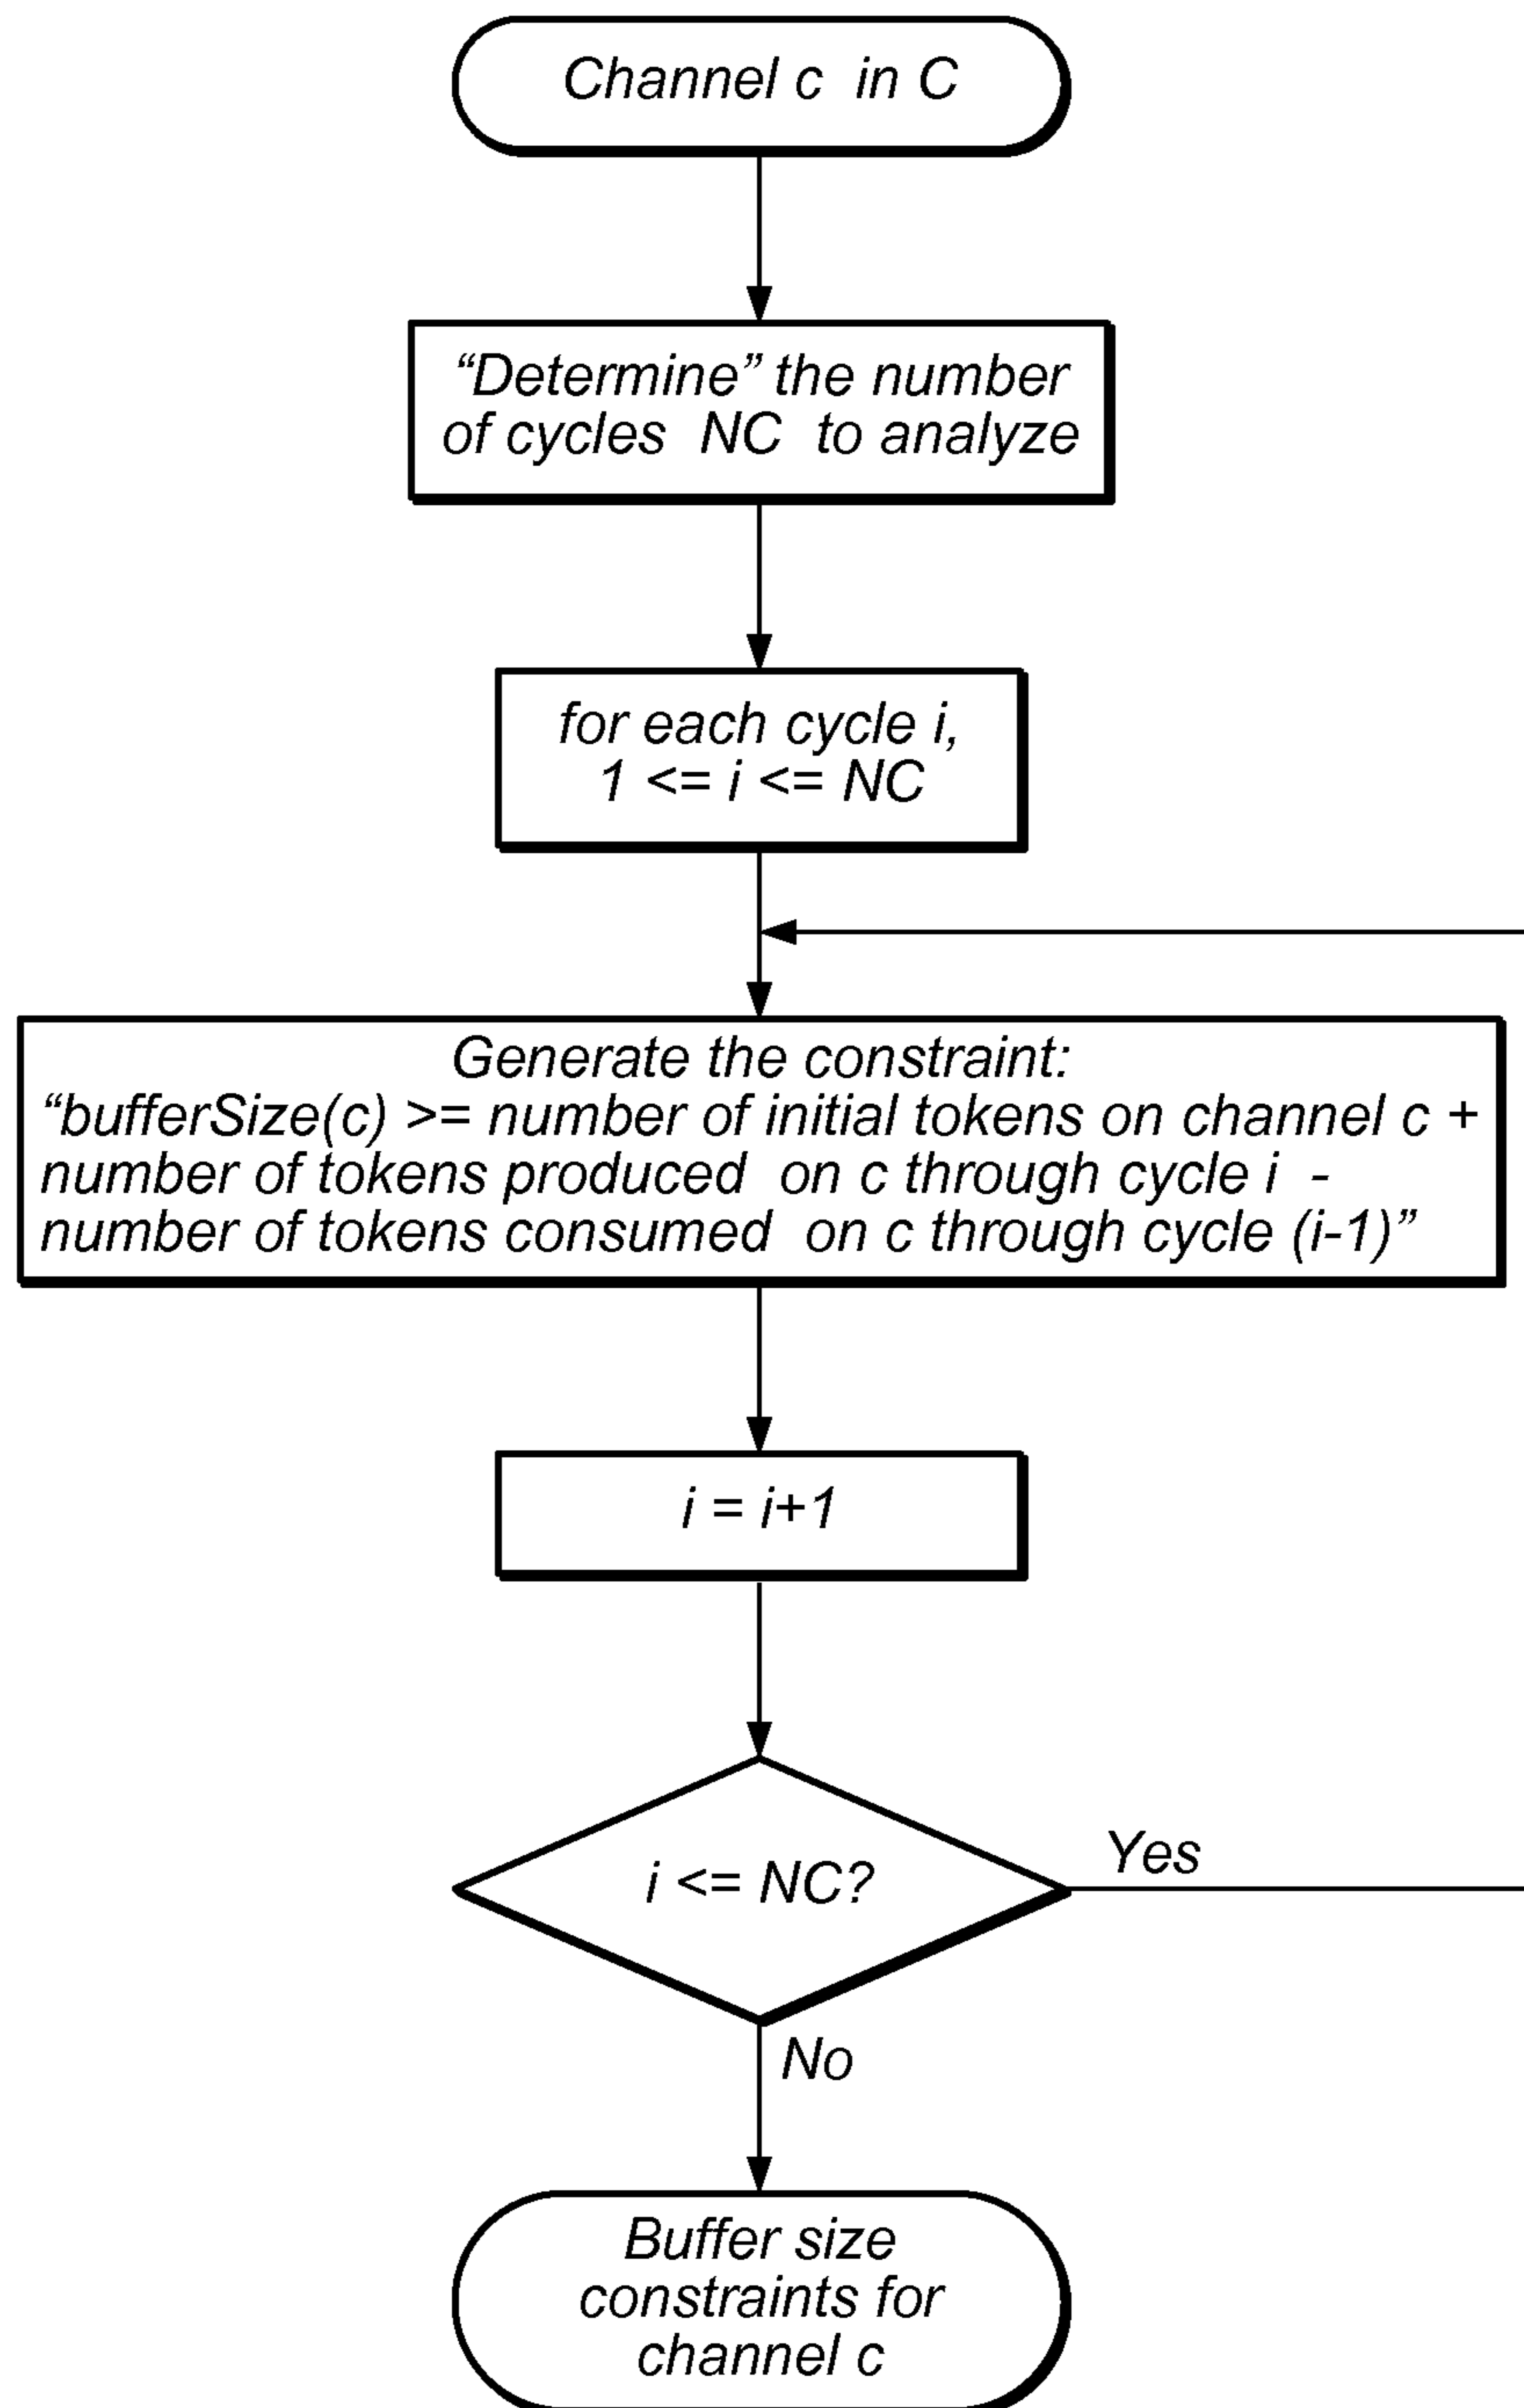 Channel c in C
“Determine” the number
of cycles NC to analyze
for each cycle i,
1 <= i <= NC
Generate the constraint:
“bufferSize(c) >= number of initial tokens on channel c +
number of tokens produced on c through cycle i -
number of tokens consumed on c through cycle (i-1)”
i = i+1
i <= NC?
Yes
No
Buffer size
constraints for
channel c